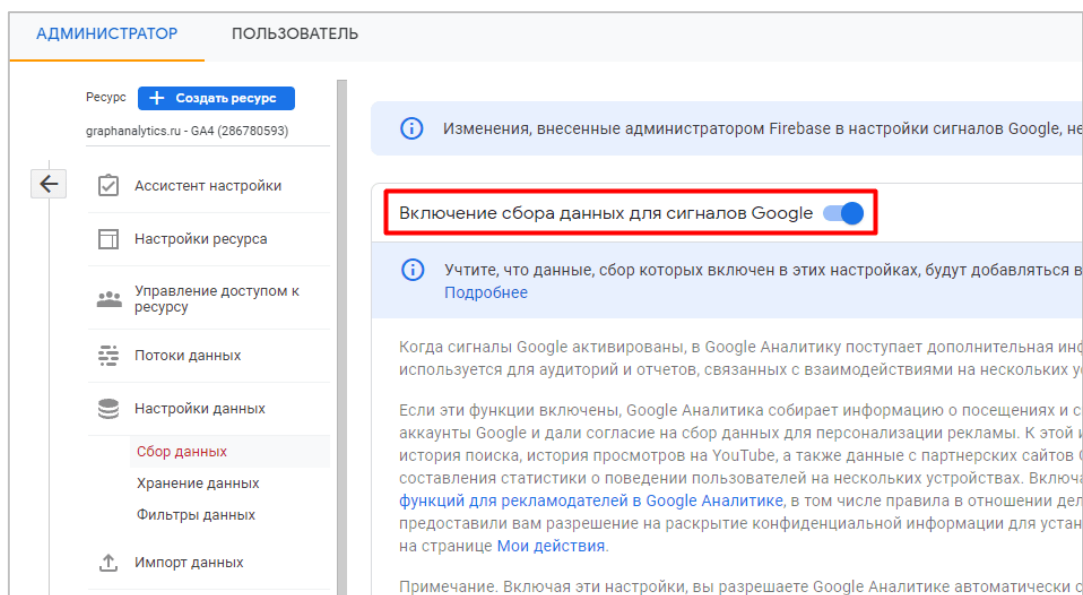 АДМИНИСТРАТОР ПОЛЬЗОВАТЕЛЬ
Ресурс + Создать ресурс
graphanalytics.ru - GA4 (286780593)
Ассистент настройки
Настройки ресурса
Управление доступом к
ресурсу
Потоки данных
Настройки данных
Сбор данных
Хранение данных
Фильтры данных
Импорт данных
Изменения, внесенные администратором Firebase в настройки сигналов Google, не
Включение сбора данных для сигналов Google
Учтите, что данные, сбор которых включен в этих настройках, будут добавляться в
Подробнее
Когда сигналы Google активированы, в Google Аналитику поступает дополнительная
используется для аудиторий и отчетов, связанных с взаимодействиями на нескольких
Если эти функции включены, Google Аналитика собирает информацию о посещениях и
аккаунты Google и дали согласие на сбор данных для персонализации рекламы. К этой
история поиска, история просмотров на YouTube, а также данные с партнерских сайтов
составления статистики о поведении пользователей на нескольких устройствах.
функций для рекламодателей в Google Аналитике, в том числе правила в отношении
предоставили вам разрешение на раскрытие конфиденциальной информации для
на странице Мои действия.
Примечание. Включая эти настройки, вы разрешаете Google Аналитике автоматически